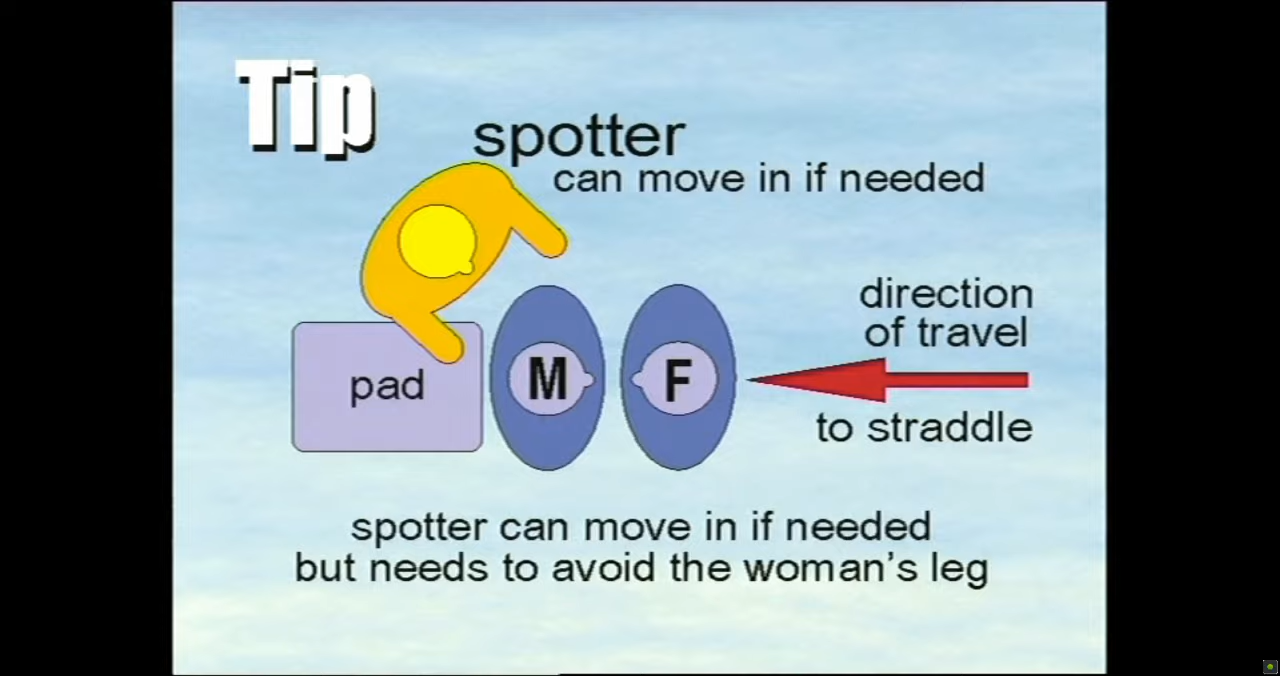 Tip
spotter
can move in if needed
direction
of travel
pad
M
F
to straddle
spotter can move in if needed
but needs to avoid the woman's leg